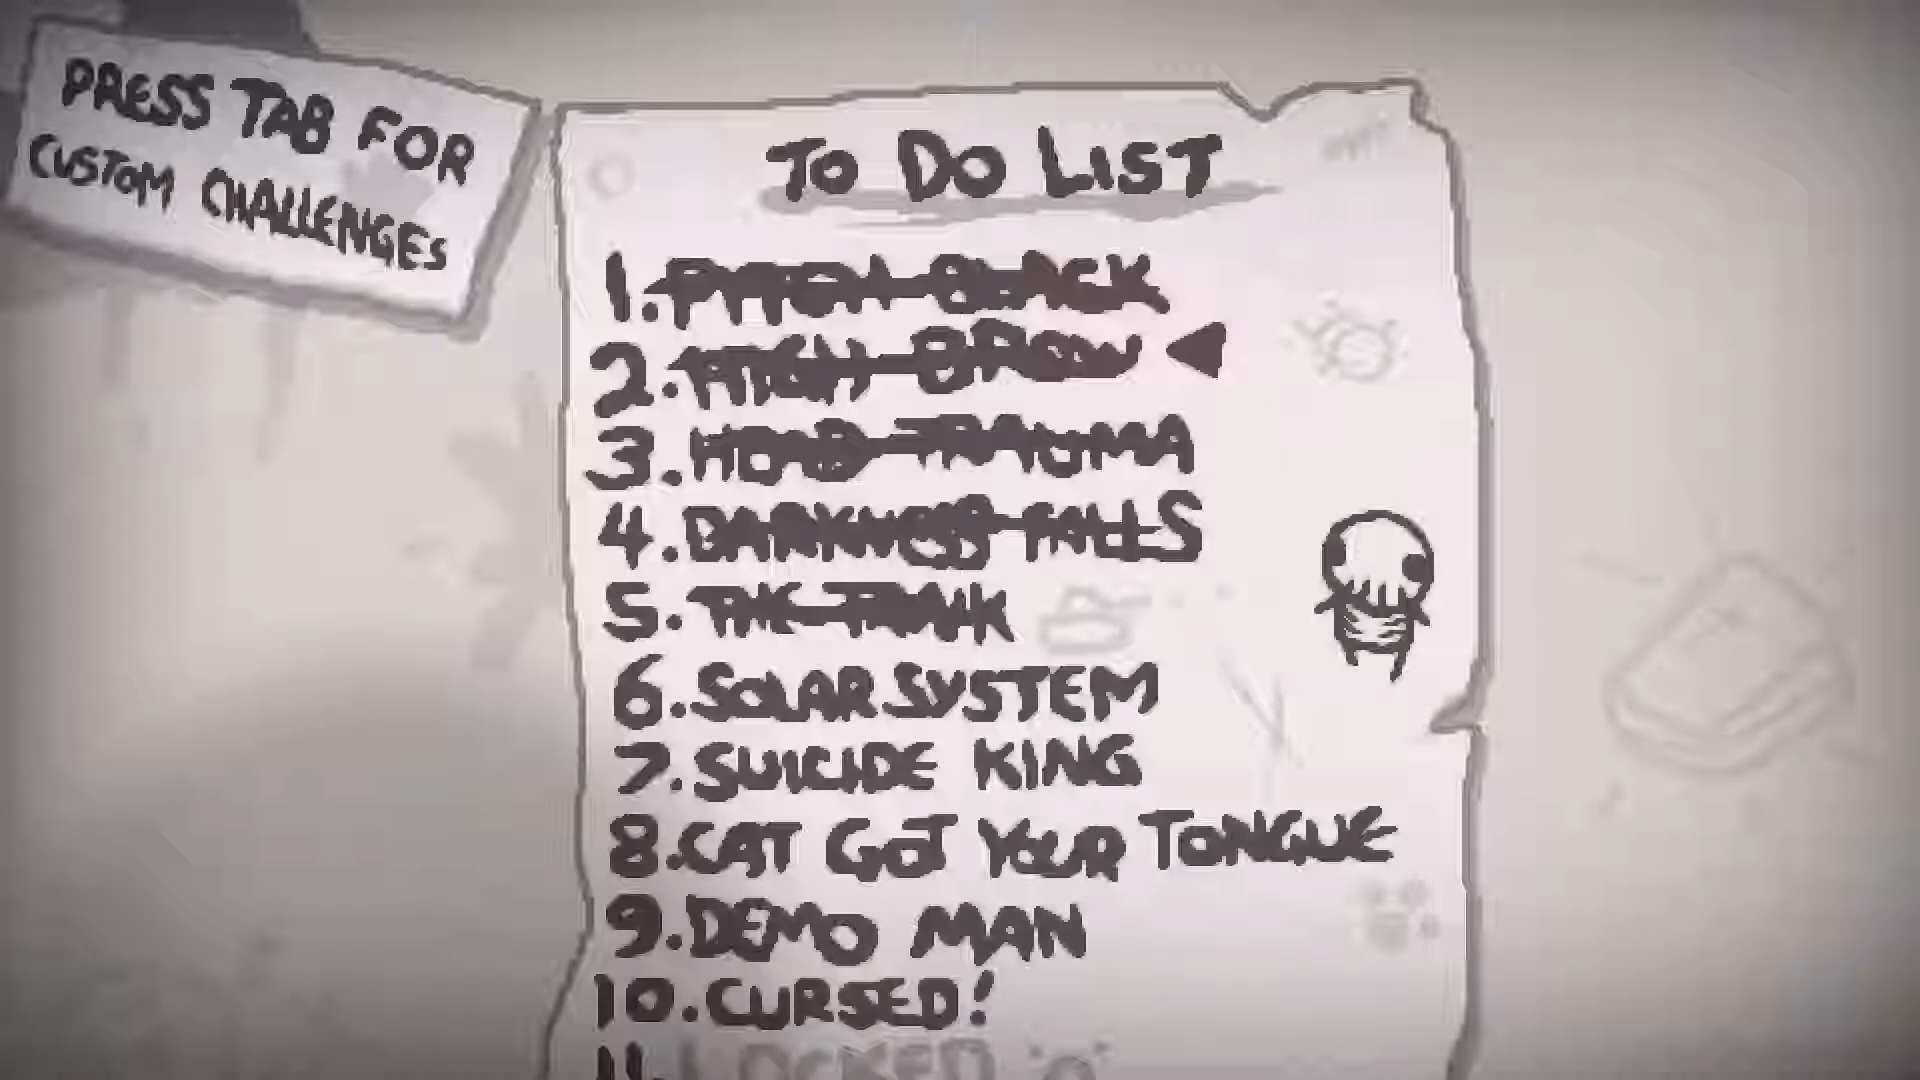 PRESS TAB FOR
CUSTOM CHALLENGES
TO DO LIST
1. PITCH BLACK
2. HIGH BROW
3. HEAD TRAUMA
4. DARKNESS FALLS
5. THE TANK
6. SOLAR SYSTEM
7. SUICIDE KING
8. CAT GOT YOUR TONGUE
9. DEMO MAN
10. CURSED!
11. LOCKED :(